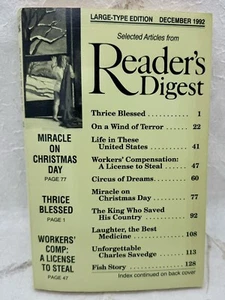 LARGE-TYPE EDITION DECEMBER 1992
Selected Articles from
Reader's
Digest
Thrice Blessed . . . . . . . . . . 1
On a Wind of Terror . . . . 22
Life in These
United States . . . . . . . . . 41
Workers' Compensation:
A License to Steal . . . . . 47
Circus of Dreams . . . . . . . 60
Miracle on
Christmas Day . . . . . . . . 77
The King Who Saved
His Country . . . . . . . . . . 92
Laughter, the Best
Medicine . . . . . . . . . . . . 108
Unforgettable
Charles Savedge . . . . . . 113
Fish Story . . . . . . . . . . . . 128
Index continued on back cover
MIRACLE
ON
CHRISTMAS
DAY
PAGE 77
THRICE
BLESSED
PAGE 1
WORKERS'
COMP:
A LICENSE
TO STEAL
PAGE 47